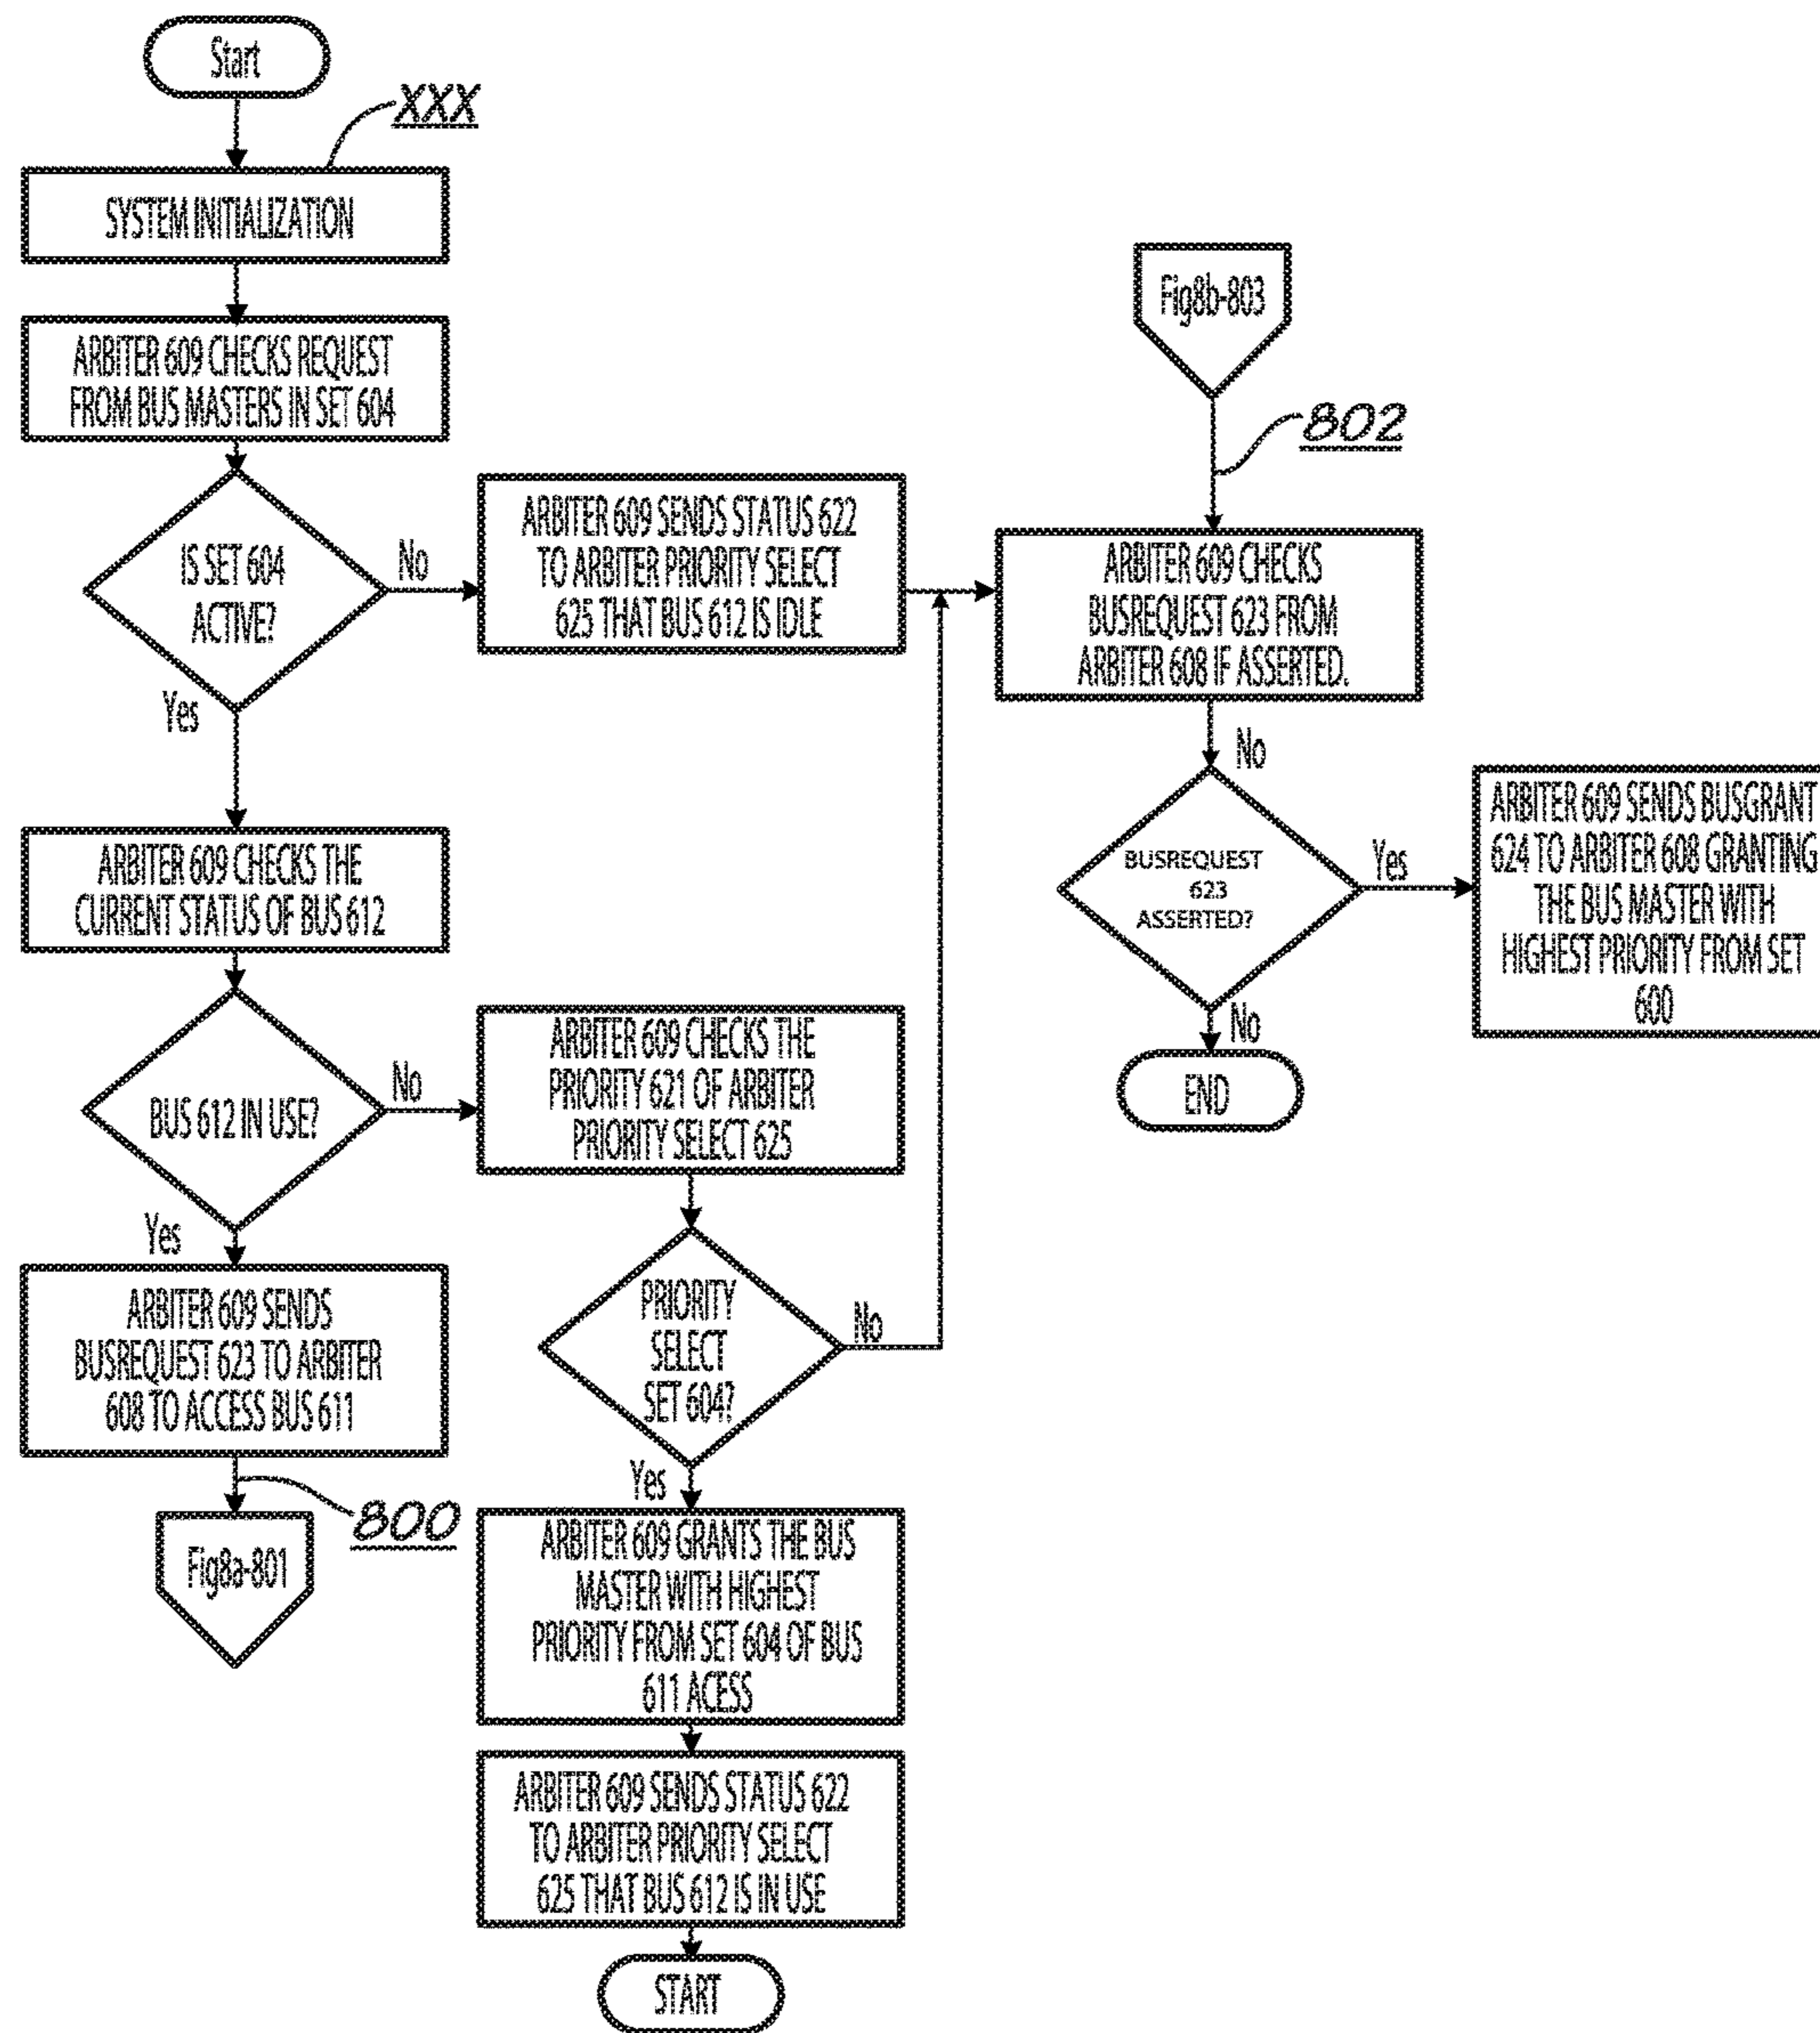 Start
XXX
SYSTEM INITIALIZATION
ARBITER 609 CHECKS REQUEST
FROM BUS MASTERS IN SET 604
IS SET 604
ACTIVE?
No
Yes
ARBITER 609 SENDS STATUS 622
TO ARBITER PRIORITY SELECT
625 THAT BUS 612 IS IDLE
ARBITER 609 CHECKS THE
CURRENT STATUS OF BUS 612
BUS 612 IN USE?
No
Yes
ARBITER 609 SENDS
BUSREQUEST 623 TO ARBITER
608 TO ACCESS BUS 611
800
Fig8a-801
ARBITER 609 CHECKS THE
PRIORITY 621 OF ARBITER
PRIORITY SELECT 625
PRIORITY
SELECT
SET 604?
No
Yes
ARBITER 609 GRANTS THE BUS
MASTER WITH HIGHEST
PRIORITY FROM SET 604 OF BUS
611 ACESS
ARBITER 609 SENDS STATUS 622
TO ARBITER PRIORITY SELECT
625 THAT BUS 612 IS IN USE
START
Fig8b-803
802
ARBITER 609 CHECKS
BUSREQUEST 623 FROM
ARBITER 608 IF ASSERTED.
No
BUSREQUEST
623
ASSERTED?
Yes
No
END
ARBITER 609 SENDS BUSGRANT
624 TO ARBITER 608 GRANTING
THE BUS MASTER WITH
HIGHEST PRIORITY FROM SET
600